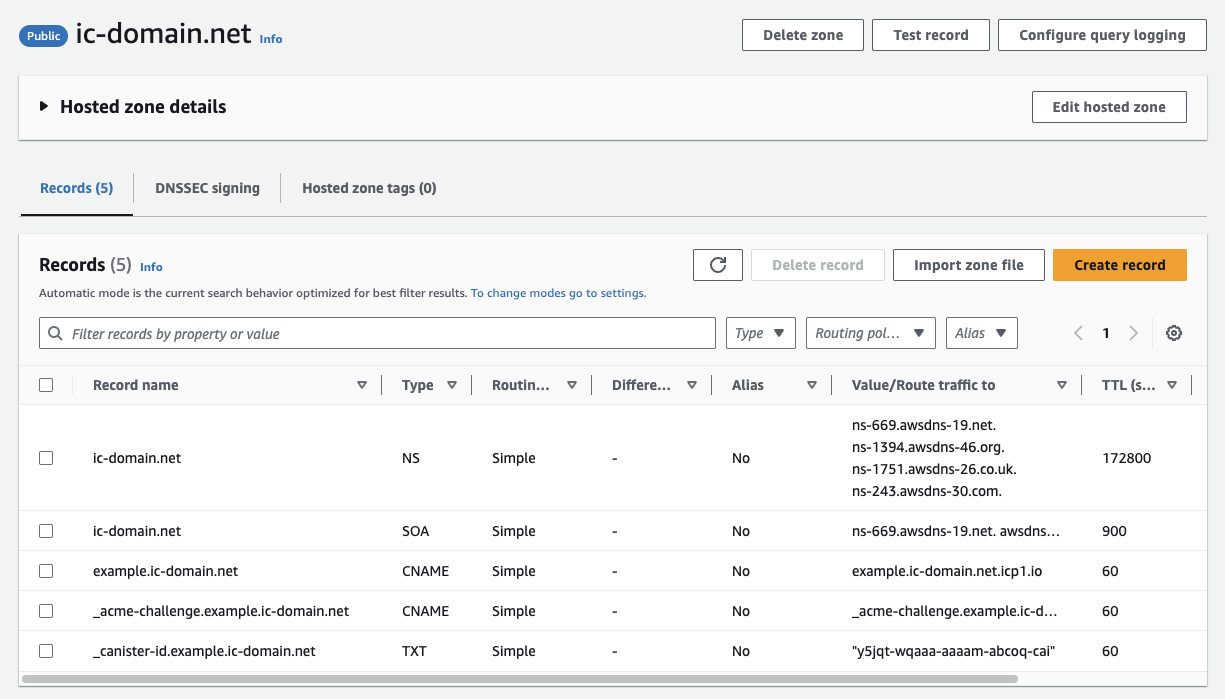 Public ic-domain.net Info
Delete zone Test record Configure query logging
Hosted zone details Edit hosted zone
Records (5) DNSSEC signing Hosted zone tags (0)
Records (5) Info Delete record Import zone file Create record
Automatic mode is the current search behavior optimized for best filter results. To change modes go to settings.
Filter records by property or value Type Routing pol... Alias 1
Record name Type Routin... Differe... Alias Value/Route traffic to TTL (s...
ns-669.awsdns-19.net.
ns-1394.awsdns-46.org.
ic-domain.net NS Simple - No 172800
ns-1751.awsdns-26.co.uk.
ns-243.awsdns-30.com.
ic-domain.net SOA Simple - No ns-669.awsdns-19.net. awsdns... 900
example.ic-domain.net CNAME Simple - No example.ic-domain.net.icp1.io 60
_acme-challenge.example.ic-domain.net CNAME Simple - No _acme-challenge.example.ic-d... 60
_canister-id.example.ic-domain.net TXT Simple - No "y5jqt-wqaaa-aaaam-abcoq-cai" 60